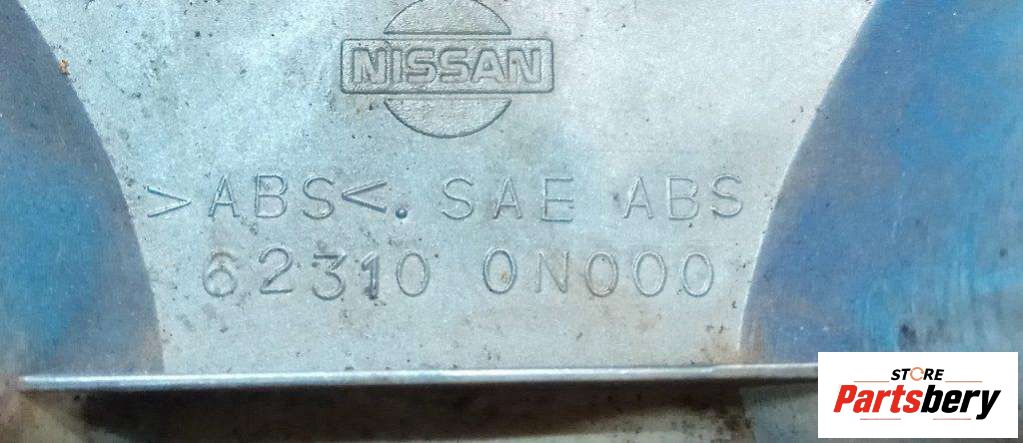 NISSAN
>ABS<. SAE ABS
62310 0N000
STORE
Partsbery